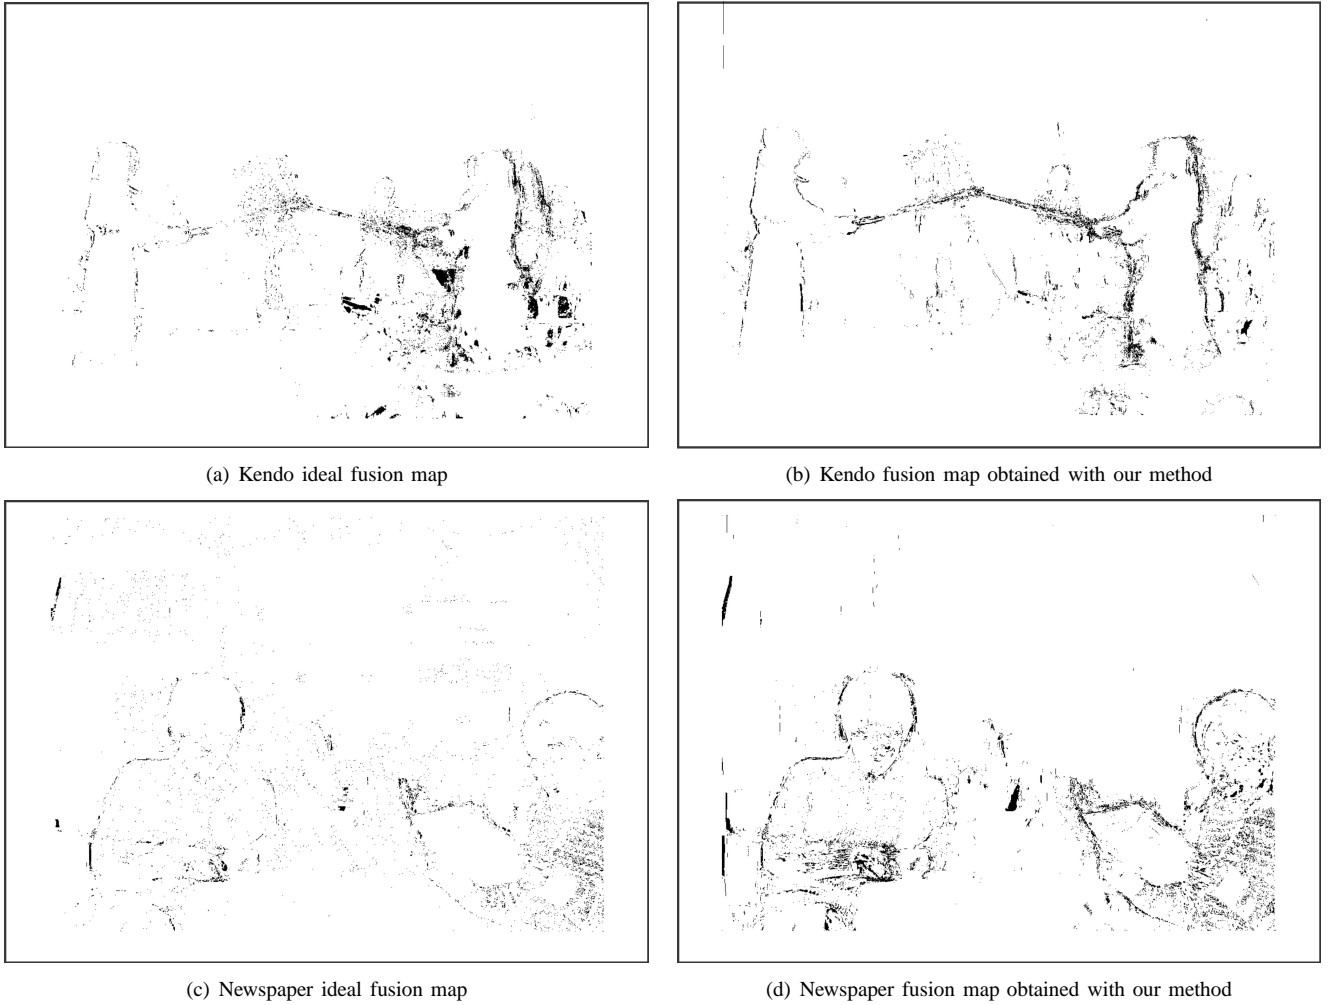 (a) Kendo ideal fusion map
(b) Kendo fusion map obtained with our method
(c) Newspaper ideal fusion map
(d) Newspaper fusion map obtained with our method